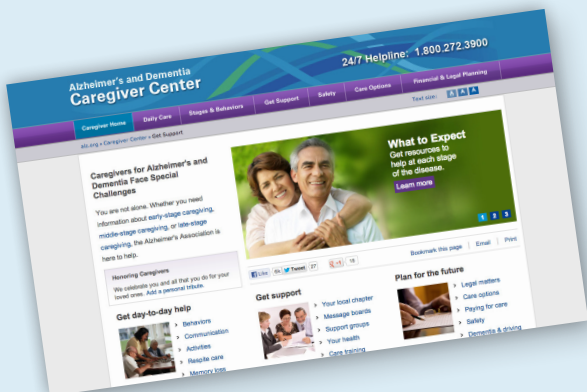 Alzheimer's and Dementia
Caregiver Center
24/7 Helpline: 1.800.272.3900
Caregiver Home Daily Care Stages & Behaviors Get Support Safety Care Options Financial & Legal Planning
alz.org » Caregiver Center » Get Support
Text size: A A A
Caregivers for Alzheimer's and
Dementia Face Special
Challenges
You are not alone. Whether you need
information about early-stage caregiving,
middle-stage caregiving, or late-stage
caregiving, the Alzheimer's Association is
here to help.
Honoring Caregivers
We celebrate you and all that you do for your
loved ones. Add a personal tribute.
What to Expect
Get resources to
help at each stage
of the disease.
Learn more
1 2 3
Like Tweet 27 +1 18
Bookmark this page | Email | Print
Get day-to-day help
Behaviors
Communication
Activities
Respite care
Memory loss
Get support
Your local chapter
Message boards
Support groups
Your health
Care training
Plan for the future
Legal matters
Care options
Paying for care
Safety
Dementia & driving